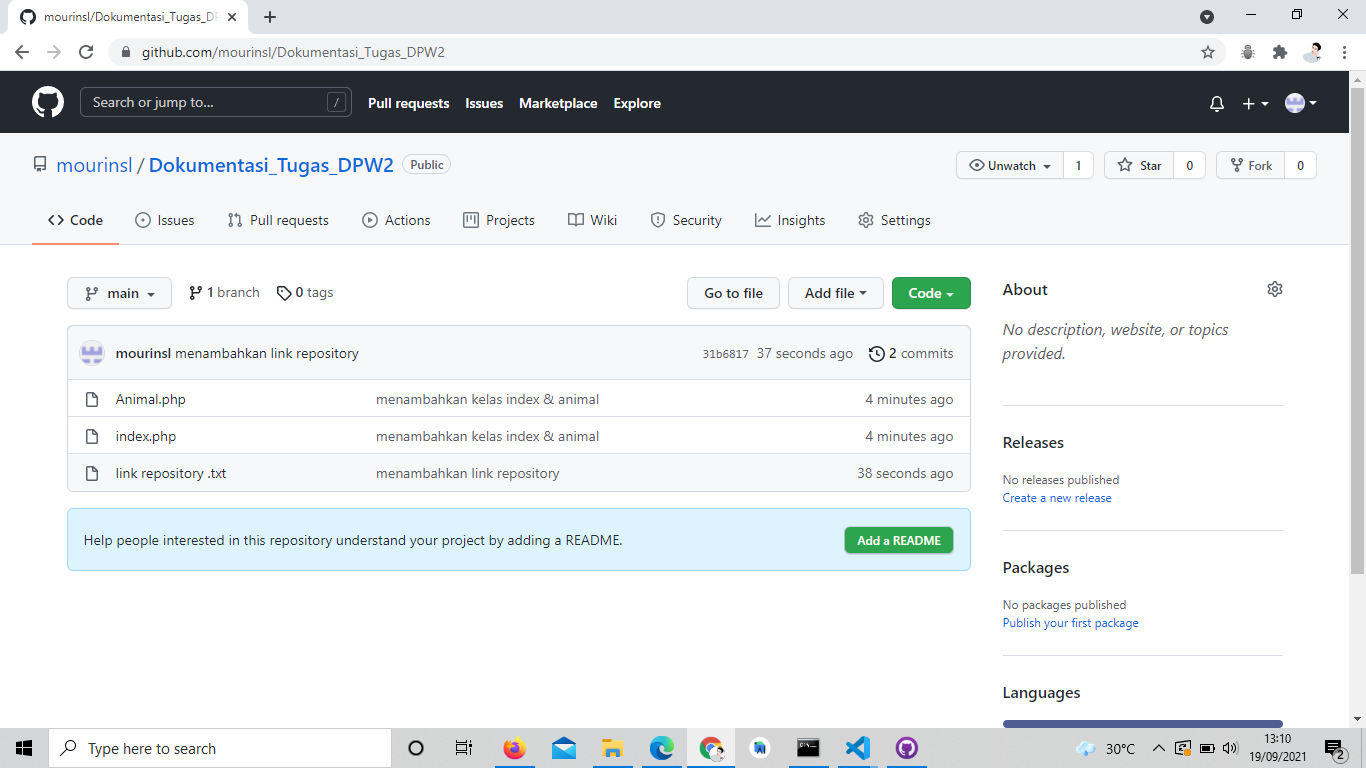 mourinsl/Dokumentasi_Tugas_DP
github.com/mourinsl/Dokumentasi_Tugas_DPW2
Search or jump to... /
Pull requests Issues Marketplace Explore
mourinsl / Dokumentasi_Tugas_DPW2 Public
Unwatch 1 Star 0 Fork 0
Code Issues Pull requests Actions Projects Wiki Security Insights Settings
main 1 branch 0 tags
Go to file Add file Code
mourinsl menambahkan link repository 31b6817 37 seconds ago 2 commits
Animal.php menambahkan kelas index & animal 4 minutes ago
index.php menambahkan kelas index & animal 4 minutes ago
link repository .txt menambahkan link repository 38 seconds ago
Help people interested in this repository understand your project by adding a README. Add a README
About
No description, website, or topics
provided.
Releases
No releases published
Create a new release
Packages
No packages published
Publish your first package
Languages
Type here to search
30°C
13:10
19/09/2021
2